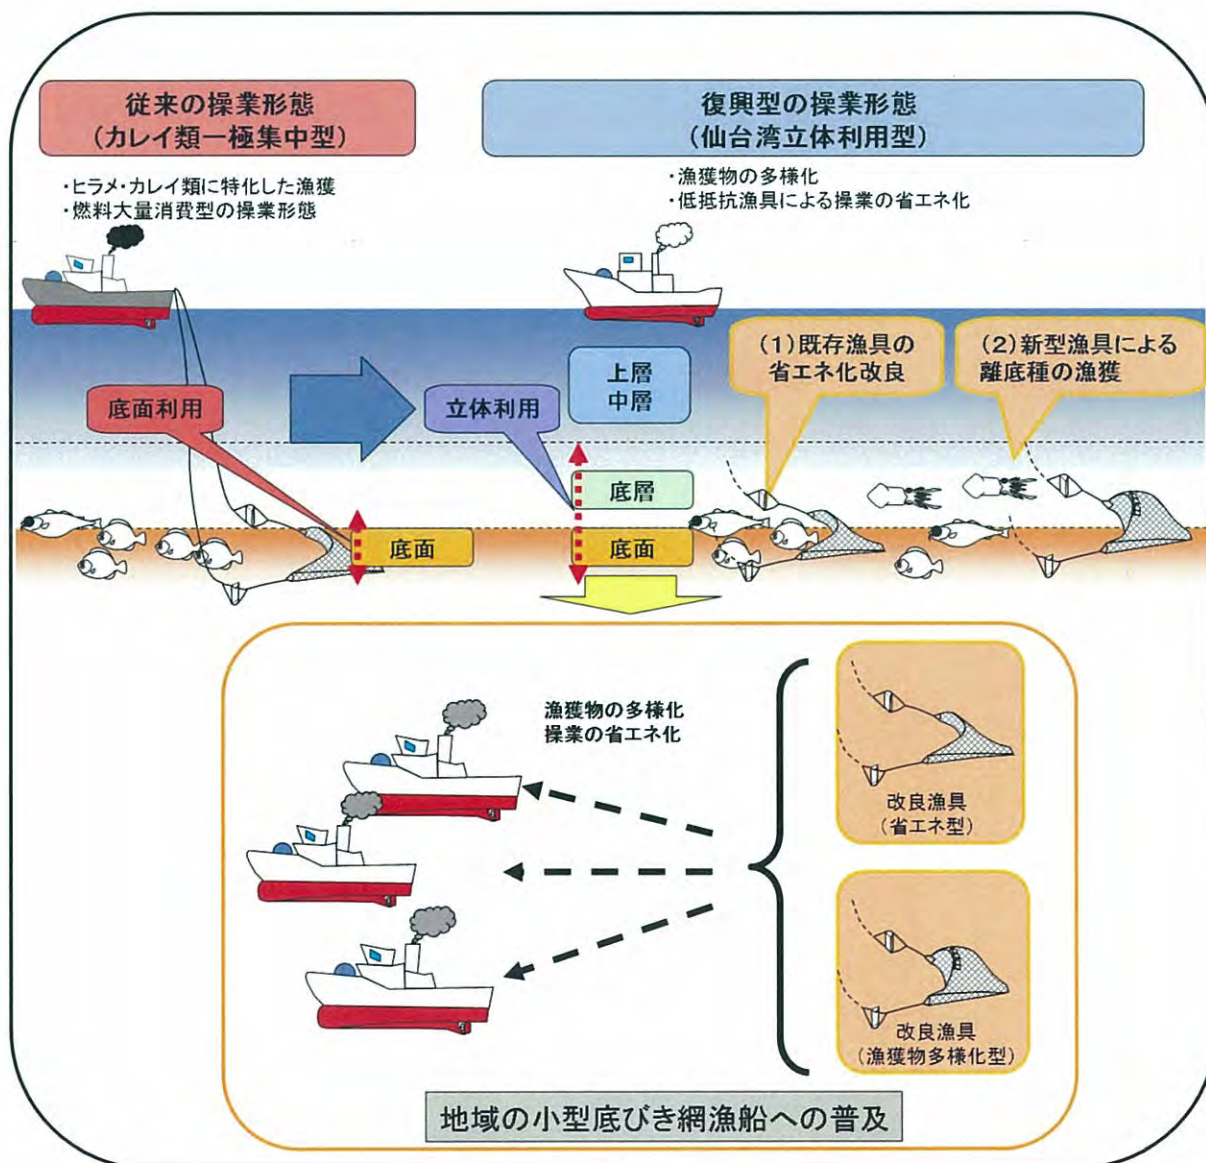 従来の操業形態
（カレイ類一極集中型）
・ヒラメ・カレイ類に特化した漁獲
・燃料大量消費型の操業形態
復興型の操業形態
（仙台湾立体利用型）
・漁獲物の多様化
・低抵抗漁具による操業の省エネ化
底面利用
立体利用
上層
中層
底層
底面
底面
（１）既存漁具の
省エネ化改良
（２）新型漁具による
離底種の漁獲
漁獲物の多様化
操業の省エネ化
改良漁具
（省エネ型）
改良漁具
（漁獲物多様化型）
地域の小型底びき網漁船への普及